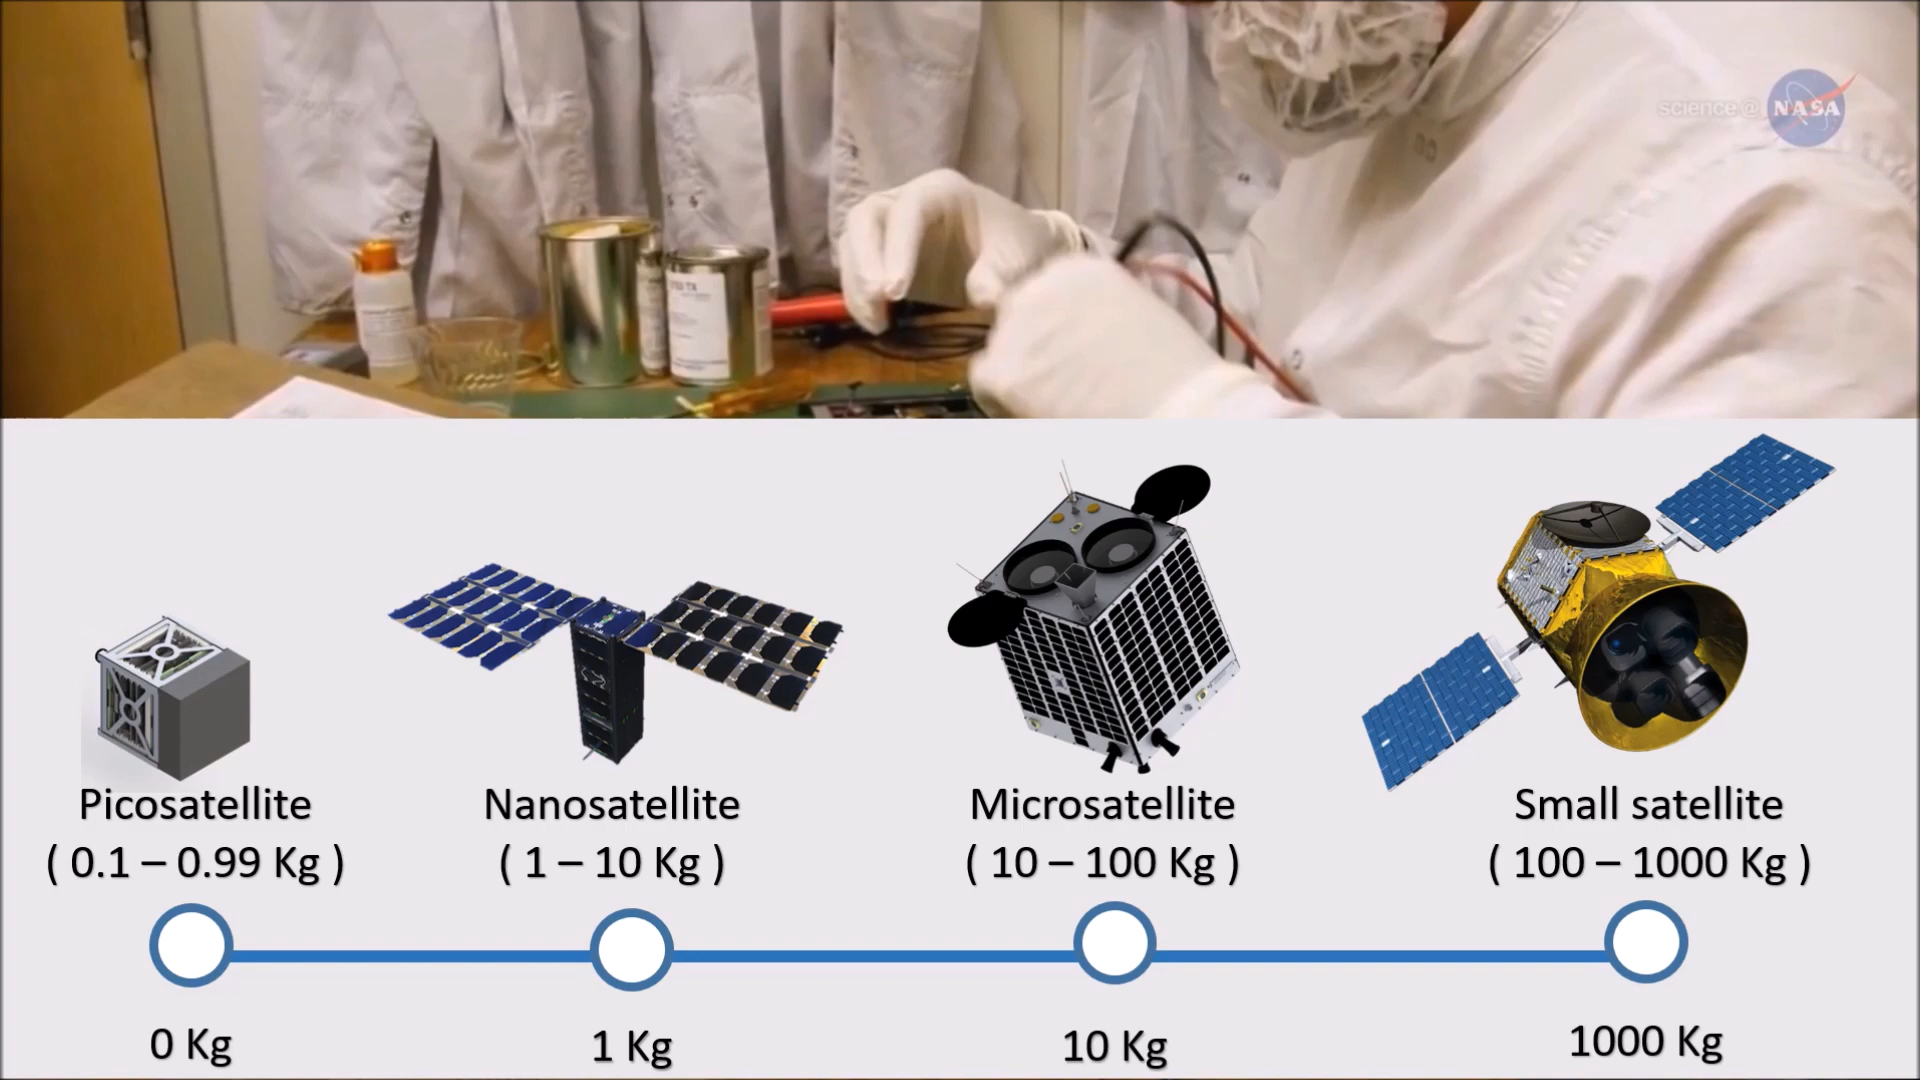 science @ NASA
Picosatellite
( 0.1 – 0.99 Kg )
Nanosatellite
( 1 – 10 Kg )
Microsatellite
( 10 – 100 Kg )
Small satellite
( 100 – 1000 Kg )
0 Kg
1 Kg
10 Kg
1000 Kg